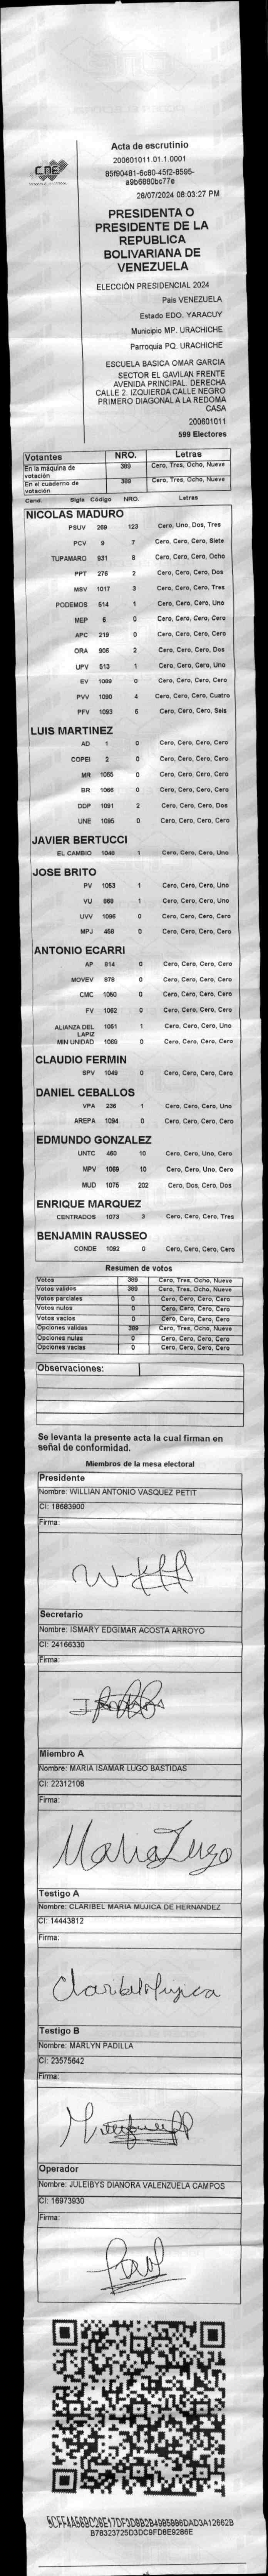 CNE
Acta de escrutinio
200601011.01.1.0001
85f90481-6c80-45f2-8595-
a9b6680bc77e
28/07/2024 08:03:27 PM
PRESIDENTA O
PRESIDENTE DE LA
REPUBLICA
BOLIVARIANA DE
VENEZUELA
ELECCIÓN PRESIDENCIAL 2024
Pais VENEZUELA
Estado EDO. YARACUY
Municipio MP. URACHICHE
Parroquia PQ. URACHICHE
ESCUELA BASICA OMAR GARCIA
SECTOR EL GAVILAN FRENTE
AVENIDA PRINCIPAL. DERECHA
CALLE 2. IZQUIERDA CALLE NEGRO
PRIMERO DIAGONAL A LA REDOMA
CASA
200601011
599 Electores
Votantes NRO. Letras
En la máquina de votación 389 Cero, Tres, Ocho, Nueve
En el cuaderno de votación 389 Cero, Tres, Ocho, Nueve
Cand. Sigla Código NRO. Letras
NICOLAS MADURO
PSUV 269 123 Cero, Uno, Dos, Tres
PCV 9 7 Cero, Cero, Cero, Siete
TUPAMARO 931 8 Cero, Cero, Cero, Ocho
PPT 276 2 Cero, Cero, Cero, Dos
MSV 1017 3 Cero, Cero, Cero, Tres
PODEMOS 514 1 Cero, Cero, Cero, Uno
MEP 6 0 Cero, Cero, Cero, Cero
APC 219 0 Cero, Cero, Cero, Cero
ORA 906 2 Cero, Cero, Cero, Dos
UPV 513 1 Cero, Cero, Cero, Uno
EV 1089 0 Cero, Cero, Cero, Cero
PVV 1090 4 Cero, Cero, Cero, Cuatro
PFV 1093 6 Cero, Cero, Cero, Seis
LUIS MARTINEZ
AD 1 0 Cero, Cero, Cero, Cero
COPEI 2 0 Cero, Cero, Cero, Cero
MR 1065 0 Cero, Cero, Cero, Cero
BR 1066 0 Cero, Cero, Cero, Cero
DDP 1091 2 Cero, Cero, Cero, Dos
UNE 1095 0 Cero, Cero, Cero, Cero
JAVIER BERTUCCI
EL CAMBIO 1046 1 Cero, Cero, Cero, Uno
JOSE BRITO
PV 1053 1 Cero, Cero, Cero, Uno
VU 968 1 Cero, Cero, Cero, Uno
UVV 1096 0 Cero, Cero, Cero, Cero
MPJ 458 0 Cero, Cero, Cero, Cero
ANTONIO ECARRI
AP 814 0 Cero, Cero, Cero, Cero
MOVEV 878 0 Cero, Cero, Cero, Cero
CMC 1050 0 Cero, Cero, Cero, Cero
FV 1062 0 Cero, Cero, Cero, Cero
ALIANZA DEL LAPIZ 1051 1 Cero, Cero, Cero, Uno
MIN UNIDAD 1069 0 Cero, Cero, Cero, Cero
CLAUDIO FERMIN
SPV 1049 0 Cero, Cero, Cero, Cero
DANIEL CEBALLOS
VPA 236 1 Cero, Cero, Cero, Uno
AREPA 1094 0 Cero, Cero, Cero, Cero
EDMUNDO GONZALEZ
UNTC 460 10 Cero, Cero, Uno, Cero
MPV 1069 10 Cero, Cero, Uno, Cero
MUD 1075 202 Cero, Dos, Cero, Dos
ENRIQUE MARQUEZ
CENTRADOS 1073 3 Cero, Cero, Cero, Tres
BENJAMIN RAUSSEO
CONDE 1092 0 Cero, Cero, Cero, Cero
Resumen de votos
Votos 389 Cero, Tres, Ocho, Nueve
Votos validos 389 Cero, Tres, Ocho, Nueve
Votos parciales 0 Cero, Cero, Cero, Cero
Votos nulos 0 Cero, Cero, Cero, Cero
Votos vacios 0 Cero, Cero, Cero, Cero
Opciones validas 389 Cero, Tres, Ocho, Nueve
Opciones nulas 0 Cero, Cero, Cero, Cero
Opciones vacias 0 Cero, Cero, Cero, Cero
Observaciones:
Se levanta la presente acta la cual firman en
señal de conformidad.
Miembros de la mesa electoral
Presidente
Nombre: WILLIAN ANTONIO VASQUEZ PETIT
CI: 18683900
Firma:
Secretario
Nombre: ISMARY EDGIMAR ACOSTA ARROYO
CI: 24166330
Firma:
Miembro A
Nombre: MARIA ISAMAR LUGO BASTIDAS
CI: 22312108
Firma:
Maria Lugo
Testigo A
Nombre: CLARIBEL MARIA MUJICA DE HERNANDEZ
CI: 14443812
Firma:
Claribel Mujica
Testigo B
Nombre: MARLYN PADILLA
CI: 23575642
Firma:
Operador
Nombre: JULEIBYS DIANORA VALENZUELA CAMPOS
CI: 16973930
Firma:
B78323725D3DC9FD8E9286E